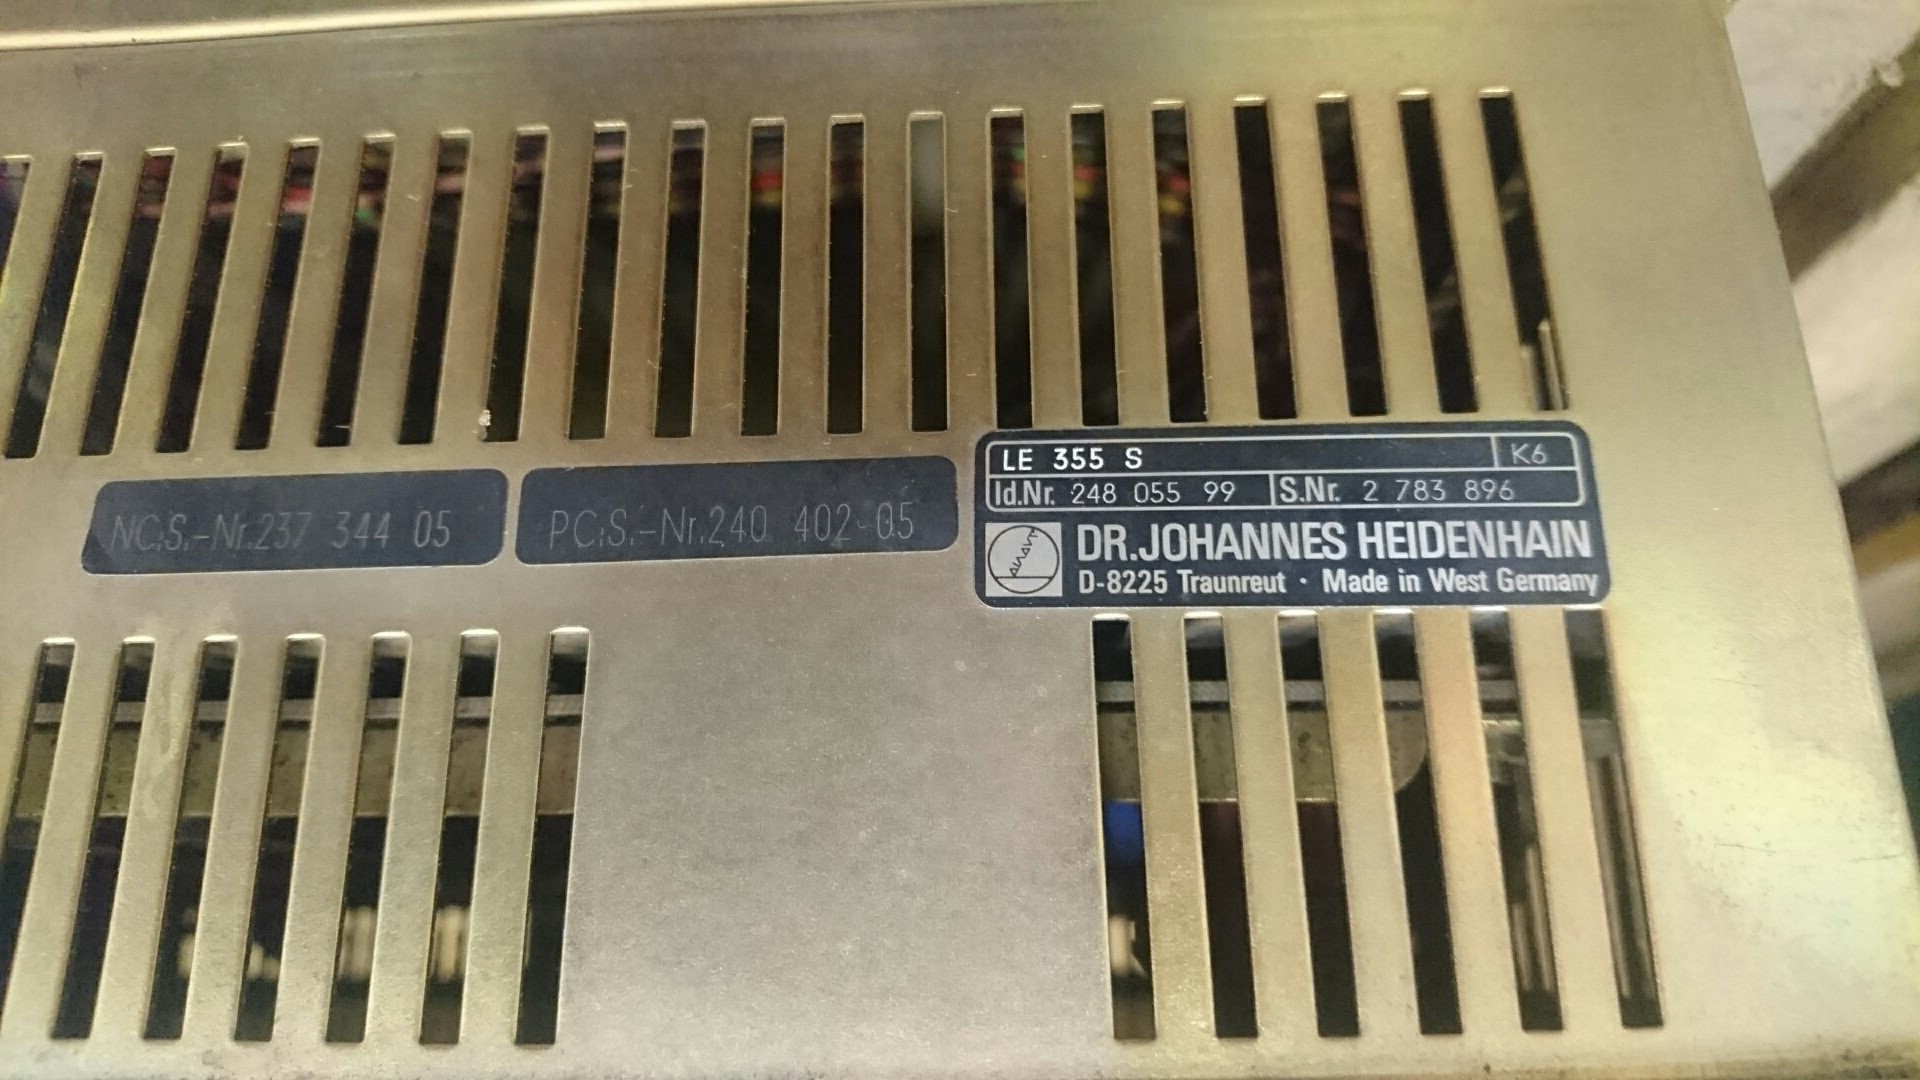 NC.S.-Nr.237 344 05
PC.S.-Nr.240 402-05
LE 355 S K6
Id.Nr. 248 055 99 S.Nr. 2 783 896
DR.JOHANNES HEIDENHAIN
D-8225 Traunreut · Made in West Germany